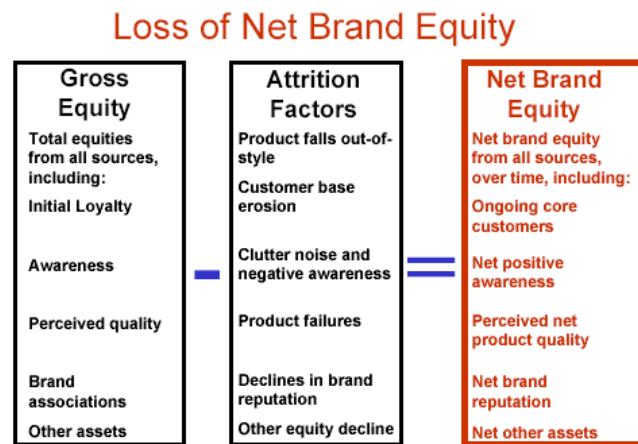 Loss of Net Brand Equity
Gross
Equity
Total equities
from all sources,
including:
Initial Loyalty
Awareness
Perceived quality
Brand
associations
Other assets
-
Attrition
Factors
Product falls out-of-
style
Customer base
erosion
Clutter noise and
negative awareness
Product failures
Declines in brand
reputation
Other equity decline
=
Net Brand
Equity
Net brand equity
from all sources,
over time, including:
Ongoing core
customers
Net positive
awareness
Perceived net
product quality
Net brand
reputation
Net other assets